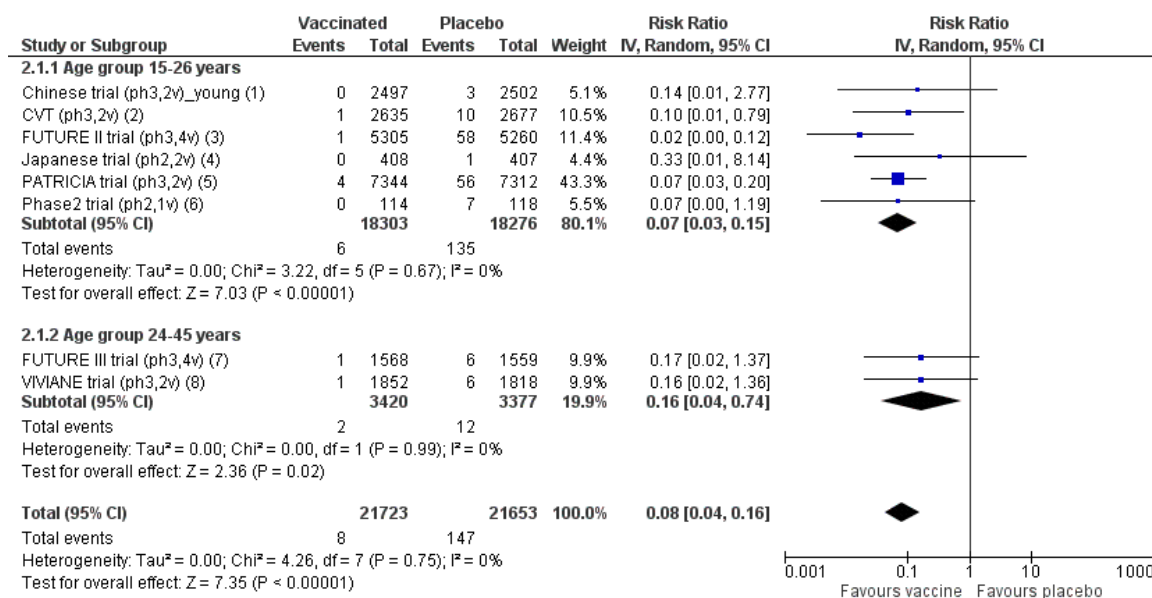 Vaccinated Placebo Risk Ratio Risk Ratio
Study or Subgroup Events Total Events Total Weight IV, Random, 95% CI IV, Random, 95% CI
2.1.1 Age group 15-26 years
Chinese trial (ph3,2v)_young (1) 0 2497 3 2502 5.1% 0.14 [0.01, 2.77]
CVT (ph3,2v) (2) 1 2635 10 2677 10.5% 0.10 [0.01, 0.79]
FUTURE II trial (ph3,4v) (3) 1 5305 58 5260 11.4% 0.02 [0.00, 0.12]
Japanese trial (ph2,2v) (4) 0 408 1 407 4.4% 0.33 [0.01, 8.14]
PATRICIA trial (ph3,2v) (5) 4 7344 56 7312 43.3% 0.07 [0.03, 0.20]
Phase2 trial (ph2,1v) (6) 0 114 7 118 5.5% 0.07 [0.00, 1.19]
Subtotal (95% CI) 18303 18276 80.1% 0.07 [0.03, 0.15]
Total events 6 135
Heterogeneity: Tau² = 0.00; Chi² = 3.22, df = 5 (P = 0.67); I² = 0%
Test for overall effect: Z = 7.03 (P < 0.00001)
2.1.2 Age group 24-45 years
FUTURE III trial (ph3,4v) (7) 1 1568 6 1559 9.9% 0.17 [0.02, 1.37]
VIVIANE trial (ph3,2v) (8) 1 1852 6 1818 9.9% 0.16 [0.02, 1.36]
Subtotal (95% CI) 3420 3377 19.9% 0.16 [0.04, 0.74]
Total events 2 12
Heterogeneity: Tau² = 0.00; Chi² = 0.00, df = 1 (P = 0.99); I² = 0%
Test for overall effect: Z = 2.36 (P = 0.02)
Total (95% CI) 21723 21653 100.0% 0.08 [0.04, 0.16]
Total events 8 147
Heterogeneity: Tau² = 0.00; Chi² = 4.26, df = 7 (P = 0.75); I² = 0%
Test for overall effect: Z = 7.35 (P < 0.00001)
0.001 0.1 1 10 1000
Favours vaccine Favours placebo